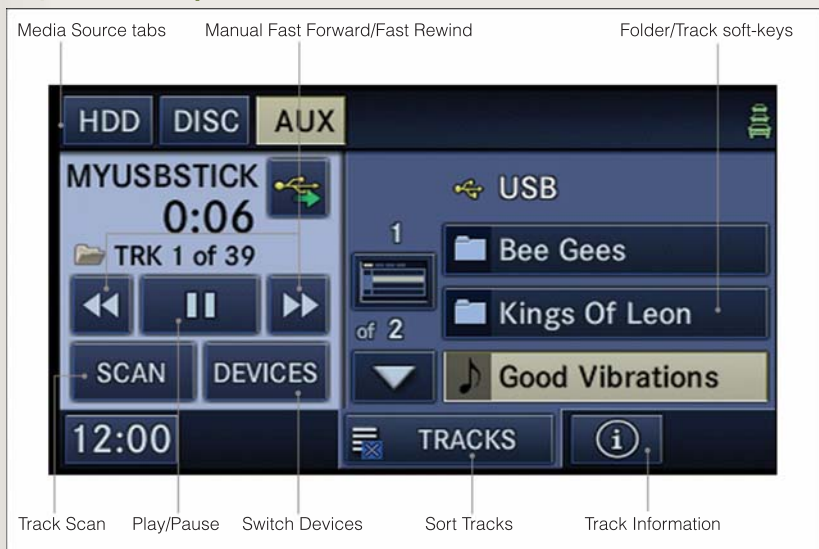 Media Source tabs
Manual Fast Forward/Fast Rewind
Folder/Track soft-keys
HDD
DISC
AUX
MYUSBSTICK
0:06
TRK 1 of 39
SCAN
DEVICES
12:00
USB
1
of 2
Bee Gees
Kings Of Leon
Good Vibrations
TRACKS
i
Track Scan
Play/Pause
Switch Devices
Sort Tracks
Track Information